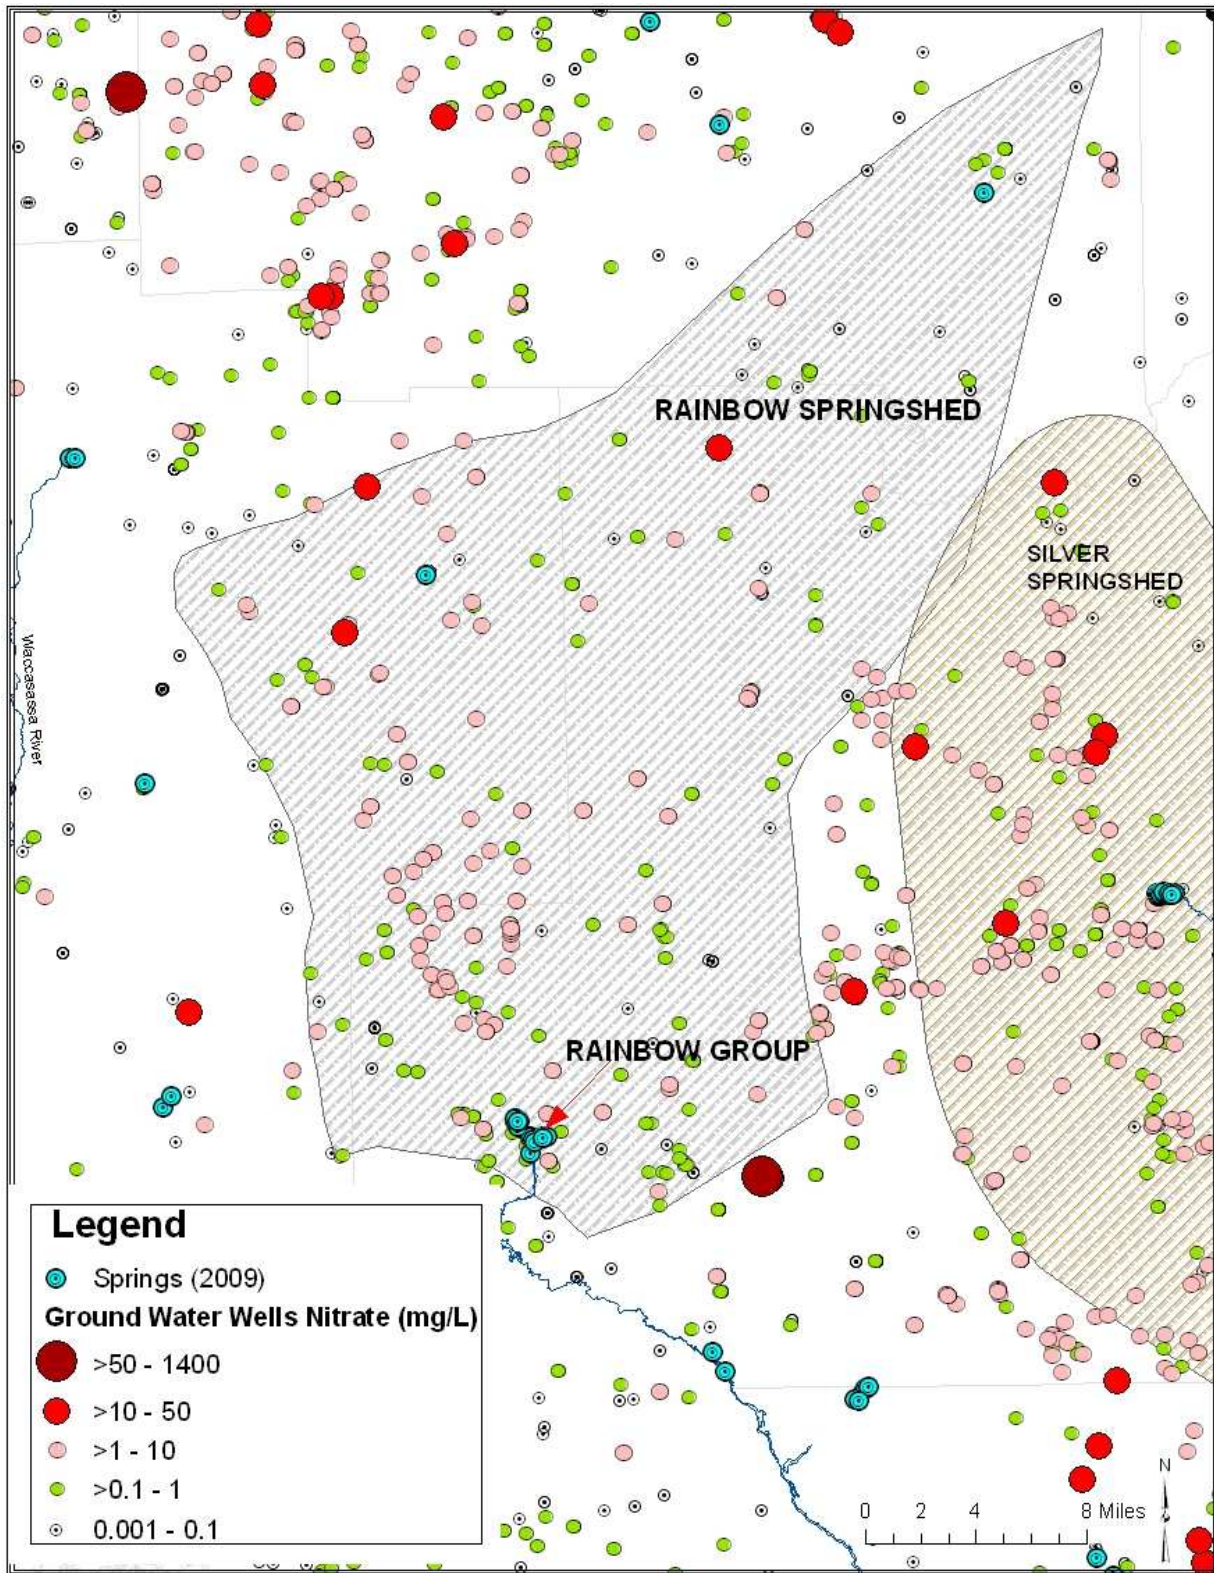 RAINBOW SPRINGSHED
SILVER
SPRINGSHED
Waccasassa River
RAINBOW GROUP
Legend
Springs (2009)
Ground Water Wells Nitrate (mg/L)
>50 - 1400
>10 - 50
>1 - 10
>0.1 - 1
0.001 - 0.1
N
0 2 4 8 Miles